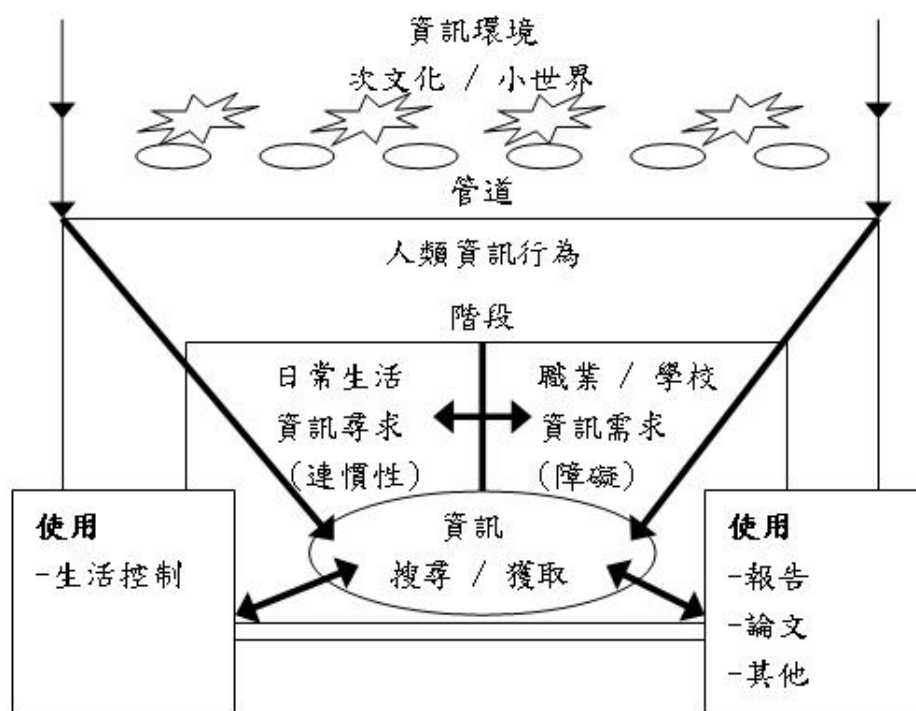 資訊環境
次文化 / 小世界
管道
人類資訊行為
階段
日常生活
資訊尋求
(連慣性)
職業 / 學校
資訊需求
(障礙)
資訊
搜尋 / 獲取
使用
-生活控制
使用
-報告
-論文
-其他